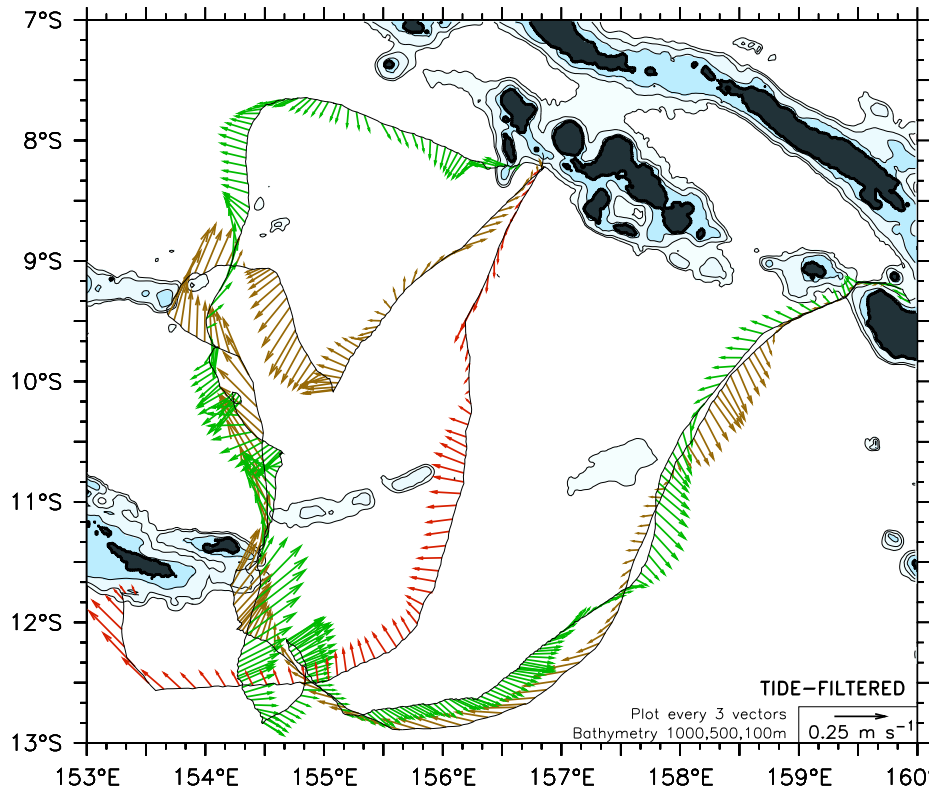 7°S
8°S
9°S
10°S
11°S
12°S
13°S
TIDE−FILTERED
Plot every 3 vectors
Bathymetry 1000,500,100m
0.25 m s⁻¹
153°E 154°E 155°E 156°E 157°E 158°E 159°E 160°